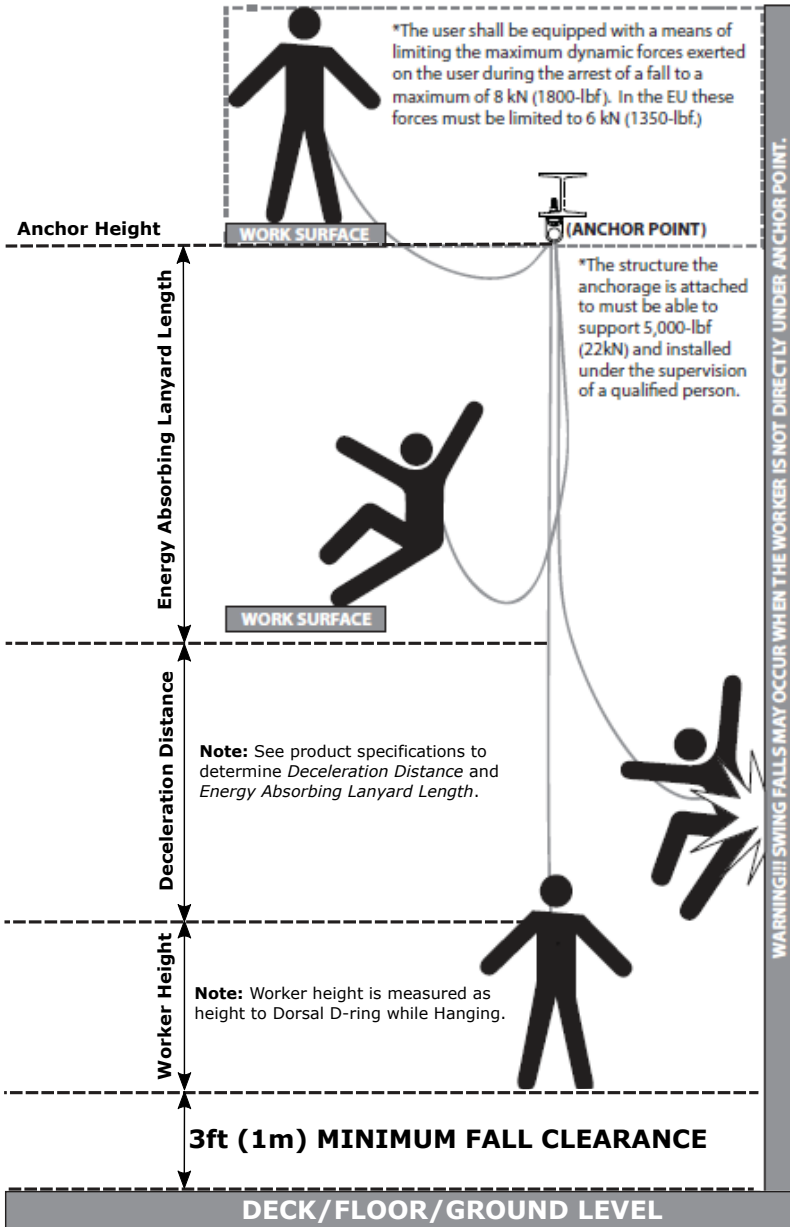 *The user shall be equipped with a means of
limiting the maximum dynamic forces exerted
on the user during the arrest of a fall to a
maximum of 8 kN (1800-lbf). In the EU these
forces must be limited to 6 kN (1350-lbf.)
Anchor Height
WORK SURFACE
(ANCHOR POINT)
*The structure the
anchorage is attached
to must be able to
support 5,000-lbf
(22kN) and installed
under the supervision
of a qualified person.
Energy Absorbing Lanyard Length
WORK SURFACE
Deceleration Distance
Note: See product specifications to
determine Deceleration Distance and
Energy Absorbing Lanyard Length.
Worker Height
Note: Worker height is measured as
height to Dorsal D-ring while Hanging.
3ft (1m) MINIMUM FALL CLEARANCE
DECK/FLOOR/GROUND LEVEL
WARNING!!! SWING FALLS MAY OCCUR WHEN THE WORKER IS NOT DIRECTLY UNDER ANCHOR POINT.